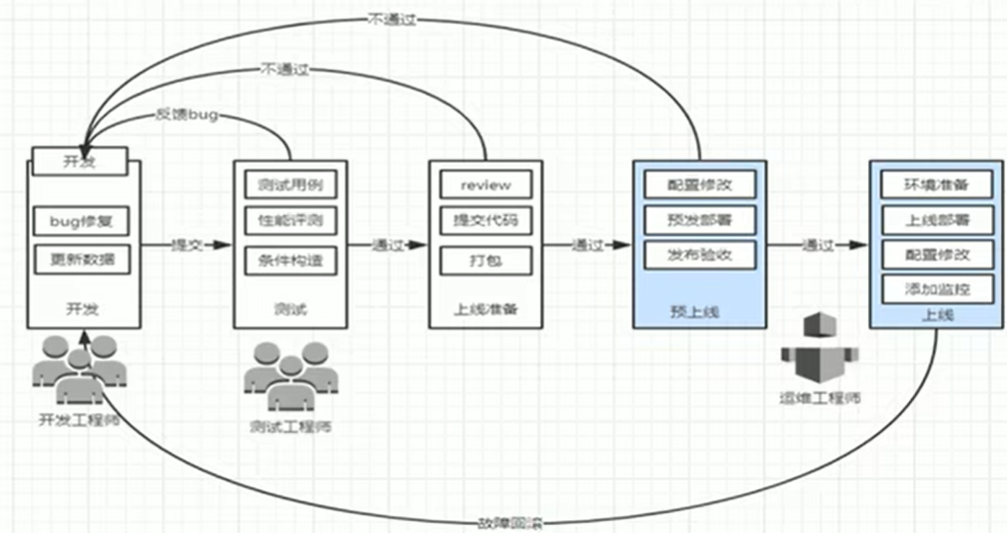 不通过
不通过
反馈bug
开发
bug修复
更新数据
开发
提交
测试用例
性能评测
条件构造
测试
通过
review
提交代码
打包
上线准备
通过
配置修改
预发部署
发布验收
预上线
通过
环境准备
上线部署
配置修改
添加监控
上线
开发工程师
测试工程师
运维工程师
故障回滚